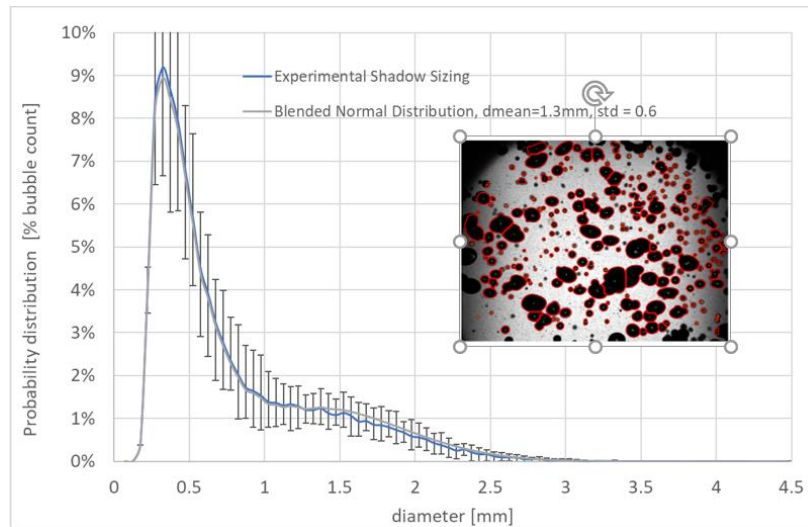 10%
9%
8%
7%
6%
5%
4%
3%
2%
1%
0%
Probability distribution [% bubble count]
Experimental Shadow Sizing
Blended Normal Distribution, dmean=1.3mm, std = 0.6
0 0.5 1 1.5 2 2.5 3 3.5 4 4.5
diameter [mm]